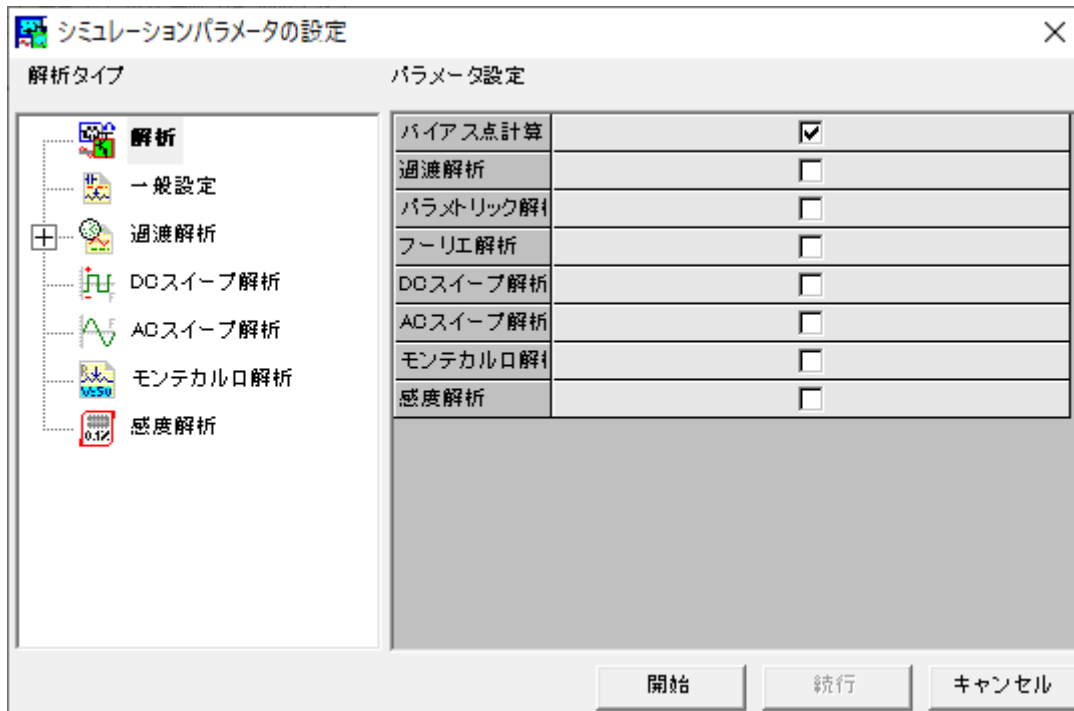 シミュレーションパラメータの設定
解析タイプ
パラメータ設定
解析
一般設定
過渡解析
DCスイープ解析
ACスイープ解析
モンテカルロ解析
感度解析
バイアス点計算
過渡解析
パラメトリック解
フーリエ解析
DCスイープ解析
ACスイープ解析
モンテカルロ解
感度解析
開始
続行
キャンセル